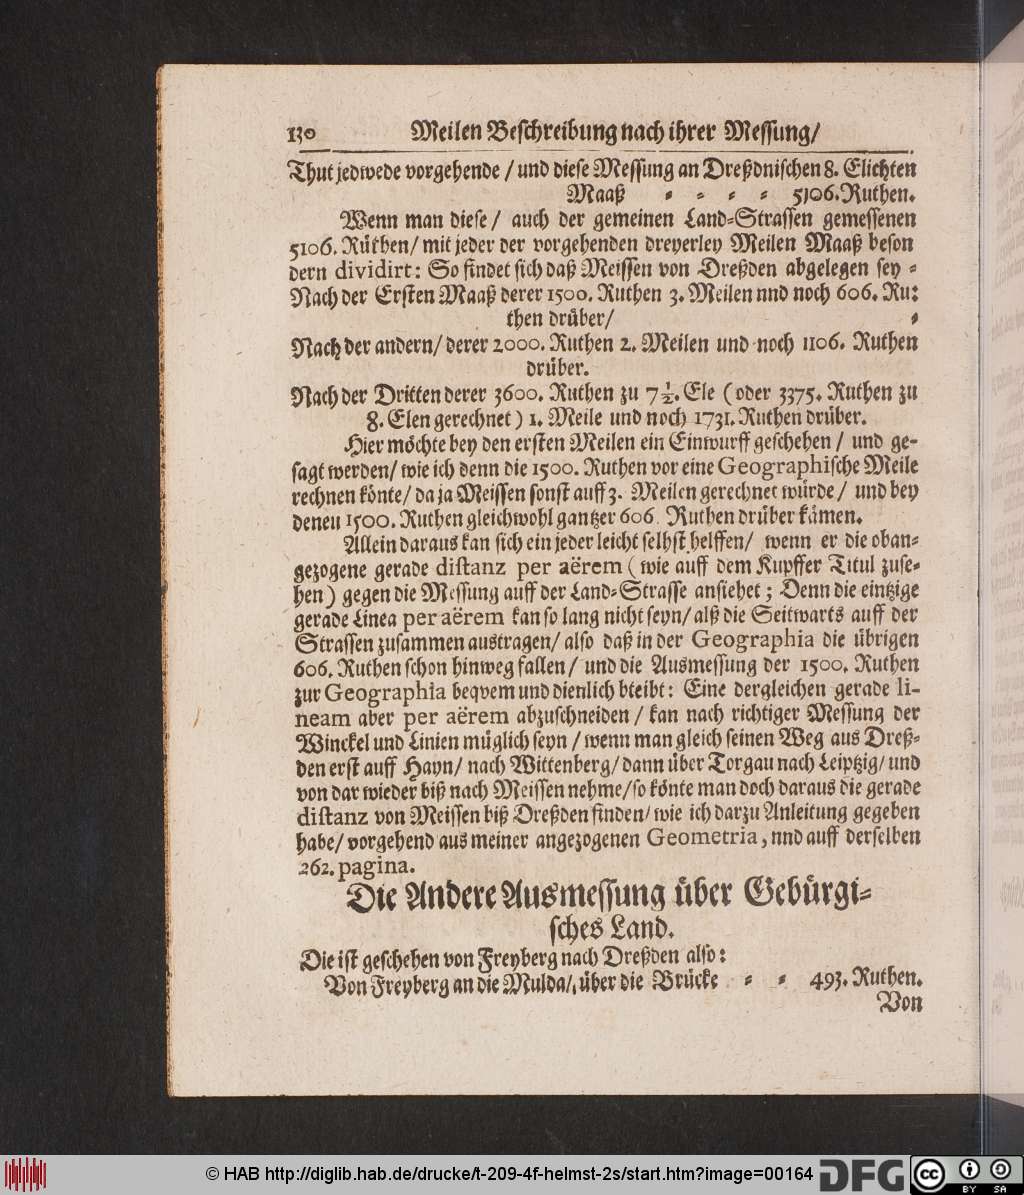 130 Meilen Beschreibung nach ihrer Messung/
Thut jedwede vorgehende / und diese Messung an Dreßdnischen 8. Elichten
Maaß - - - - 5106. Ruthen.
Wenn man diese / auch der gemeinen Land-Strassen gemessenen
5106. Rúthen / mit jeder der vorgehenden dreyerley Meilen Maaß beson
dern dividirt: So findet sich daß Meissen von Dreßden abgelegen sey -
Nach der Ersten Maaß derer 1500. Ruthen 3. Meilen nnd noch 606. Ru:
then drüber/ -
Nach der andern/ derer 2000. Ruthen 2. Meilen und noch 1106. Ruthen
drüber.
Nach der Dritten derer 3600. Ruthen zu 7 1/2. Ele ( oder 3375. Ruthen zu
8. Elen gerechnet ) 1. Meile und noch 1731. Ruthen drüber.
Hier möchte bey den ersten Meilen ein Einwurff geschehen / und ge-
sagt werden/ wie ich denn die 1500. Ruthen vor eine Geographische Meile
rechnen könte/ da ja Meissen sonst auff 3. Meilen gerechnet würde / und bey
deneu 1500. Ruthen gleichwohl gantzer 606. Ruthen drüber kämen.
Allein daraus kan sich ein jeder leicht selbst helffen/ wenn er die oban-
gezogene gerade distanz per aërem ( wie auff dem Kupffer Titul zuse-
hen ) gegen die Messung auff der Land-Strasse ansiehet ; Denn die eintzige
gerade Linea per aërem kan so lang nicht seyn/ alß die Seitwarts auff der
Strassen zusammen austragen/ also daß in der Geographia die übrigen
606. Ruthen schon hinweg fallen / und die Ausmessung der 1500. Ruthen
zur Geographia beqvem und dienlich bteibt: Eine dergleichen gerade li-
neam aber per aërem abzuschneiden / kan nach richtiger Messung der
Winckel und Linien müglich seyn / wenn man gleich seinen Weg aus Dreß-
den erst auff Hayn/ nach Wittenberg/ dann über Torgau nach Leiptzig/ und
von dar wieder biß nach Meissen nehme/ so könte man doch daraus die gerade
distanz von Meissen biß Dreßden finden/ wie ich darzu Anleitung gegeben
habe/ vorgehend aus meiner angezogenen Geometria, nnd auff derselben
262. pagina.
Die Andere Ausmessung über Gebürgi-
sches Land.
Die ist geschehen von Freyberg nach Dreßden also:
Von Freyberg an die Mulda/, über die Brücke - - 493. Ruthen.
Von
© HAB http://diglib.hab.de/drucke/t-209-4f-helmst-2s/start.htm?image=00164 DFG cc BY SA